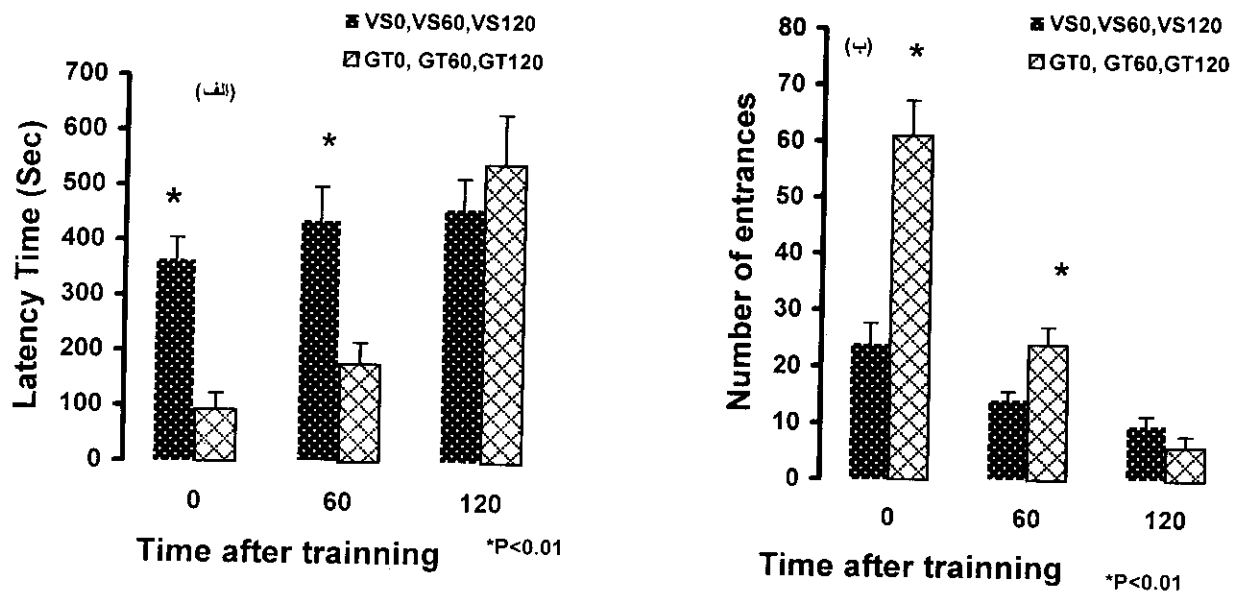 VS0,VS60,VS120
GT0, GT60,GT120
(الف)
700
600
500
400
300
200
100
0
Latency Time (Sec)
*
*
0
60
120
Time after trainning
*P<0.01
VS0,VS60,VS120
GT0, GT60,GT120
(ب)
80
70
60
50
40
30
20
10
0
Number of entrances
*
*
0
60
120
Time after trainning
*P<0.01